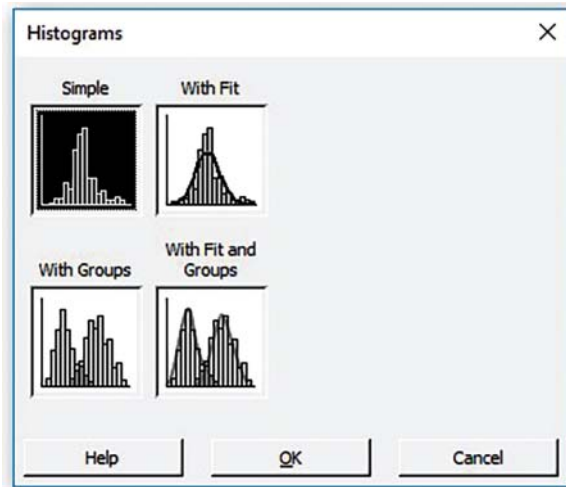 Histograms
Simple
With Fit
With Groups
With Fit and
Groups
Help
OK
Cancel